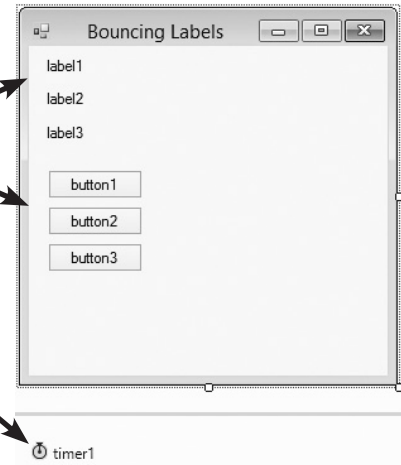 Bouncing Labels
label1
label2
label3
button1
button2
button3
timer1